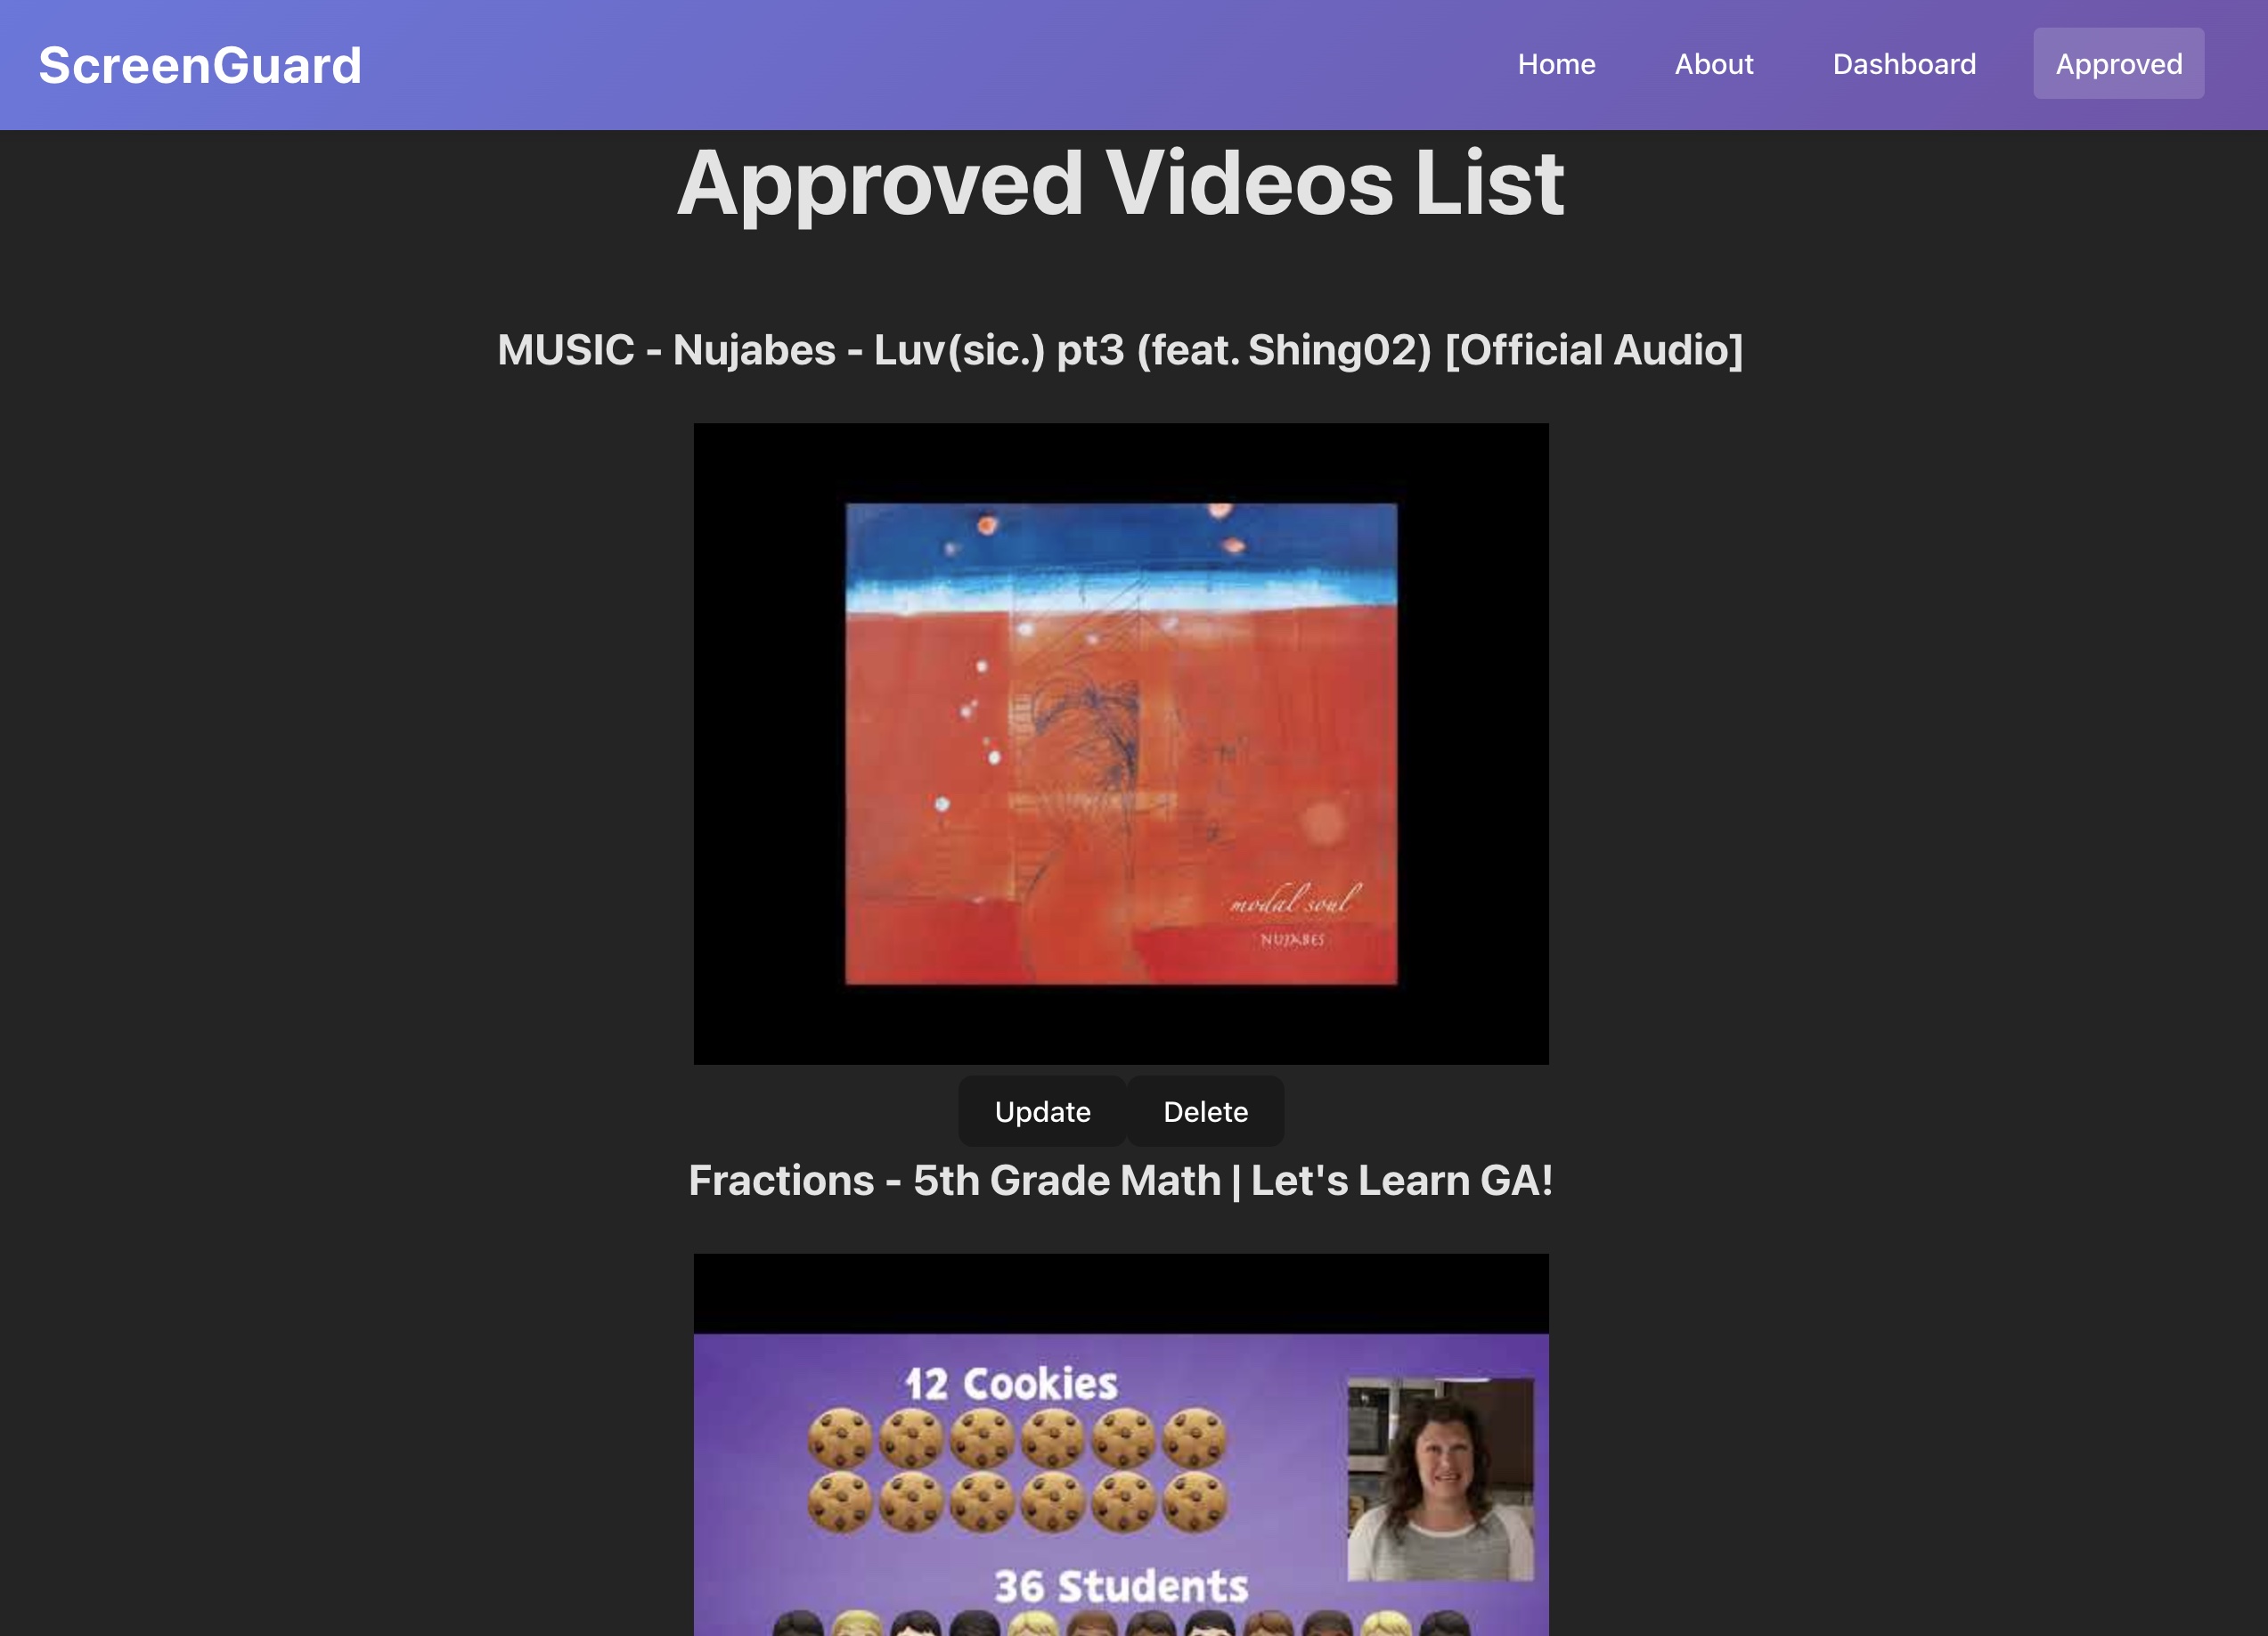 ScreenGuard
Home About Dashboard Approved
Approved Videos List
MUSIC - Nujabes - Luv(sic.) pt3 (feat. Shing02) [Official Audio]
modal soul
NUJABES
Update Delete
Fractions - 5th Grade Math | Let's Learn GA!
12 Cookies
36 Students